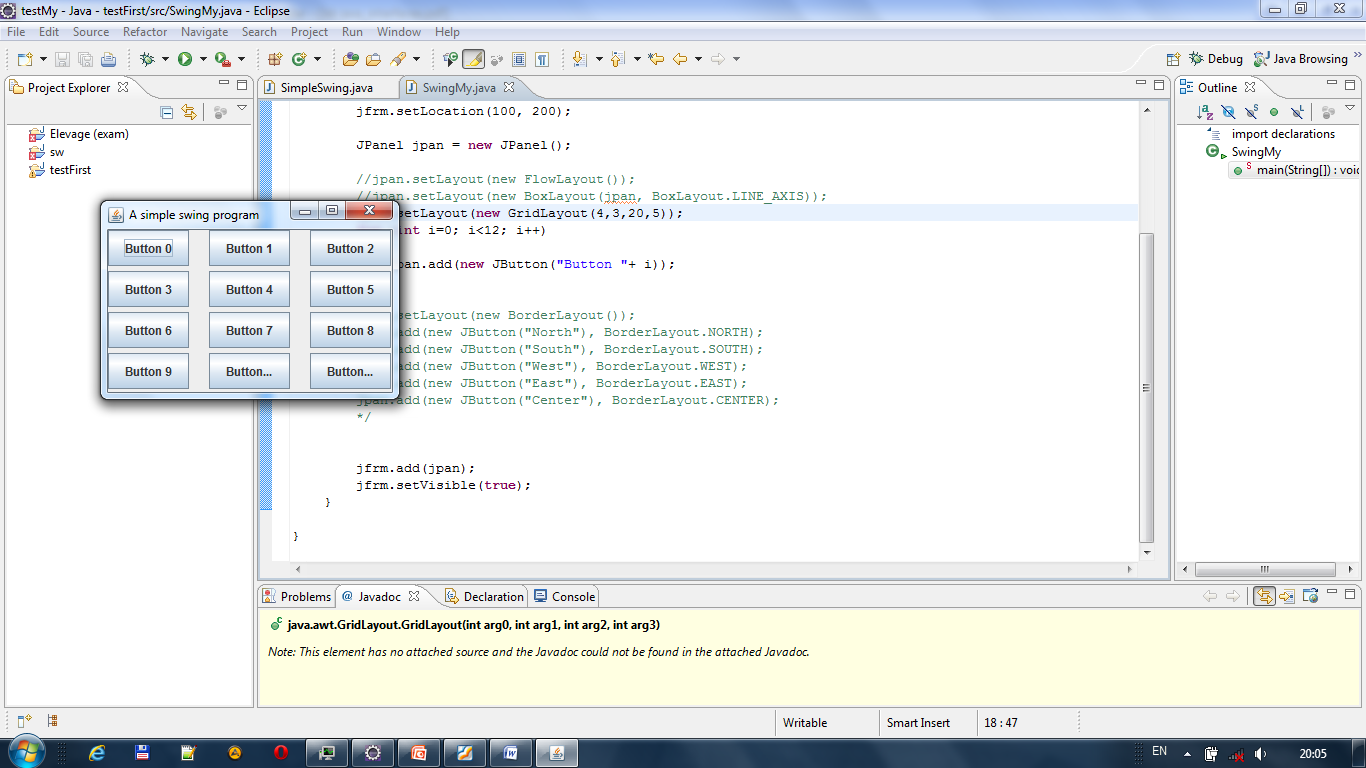 testMy - Java - testFirst/src/SwingMy.java - Eclipse
File Edit Source Refactor Navigate Search Project Run Window Help
Debug Java Browsing
Project Explorer
Elevage (exam)
sw
testFirst
SimpleSwing.java SwingMy.java
jfrm.setLocation(100, 200);
JPanel jpan = new JPanel();
//jpan.setLayout(new FlowLayout());
//jpan.setLayout(new BoxLayout(jpan, BoxLayout.LINE_AXIS));
setLayout(new GridLayout(4,3,20,5));
int i=0; i<12; i++)
pan.add(new JButton("Button "+ i));
setLayout(new BorderLayout());
add(new JButton("North"), BorderLayout.NORTH);
add(new JButton("South"), BorderLayout.SOUTH);
add(new JButton("West"), BorderLayout.WEST);
add(new JButton("East"), BorderLayout.EAST);
jpan.add(new JButton("Center"), BorderLayout.CENTER);
*/
jfrm.add(jpan);
jfrm.setVisible(true);
}
}
A simple swing program
Button 0 Button 1 Button 2
Button 3 Button 4 Button 5
Button 6 Button 7 Button 8
Button 9 Button... Button...
Outline
import declarations
SwingMy
main(String[]) : voic
Problems @ Javadoc Declaration Console
java.awt.GridLayout.GridLayout(int arg0, int arg1, int arg2, int arg3)
Note: This element has no attached source and the Javadoc could not be found in the attached Javadoc.
Writable Smart Insert 18 : 47
EN 20:05